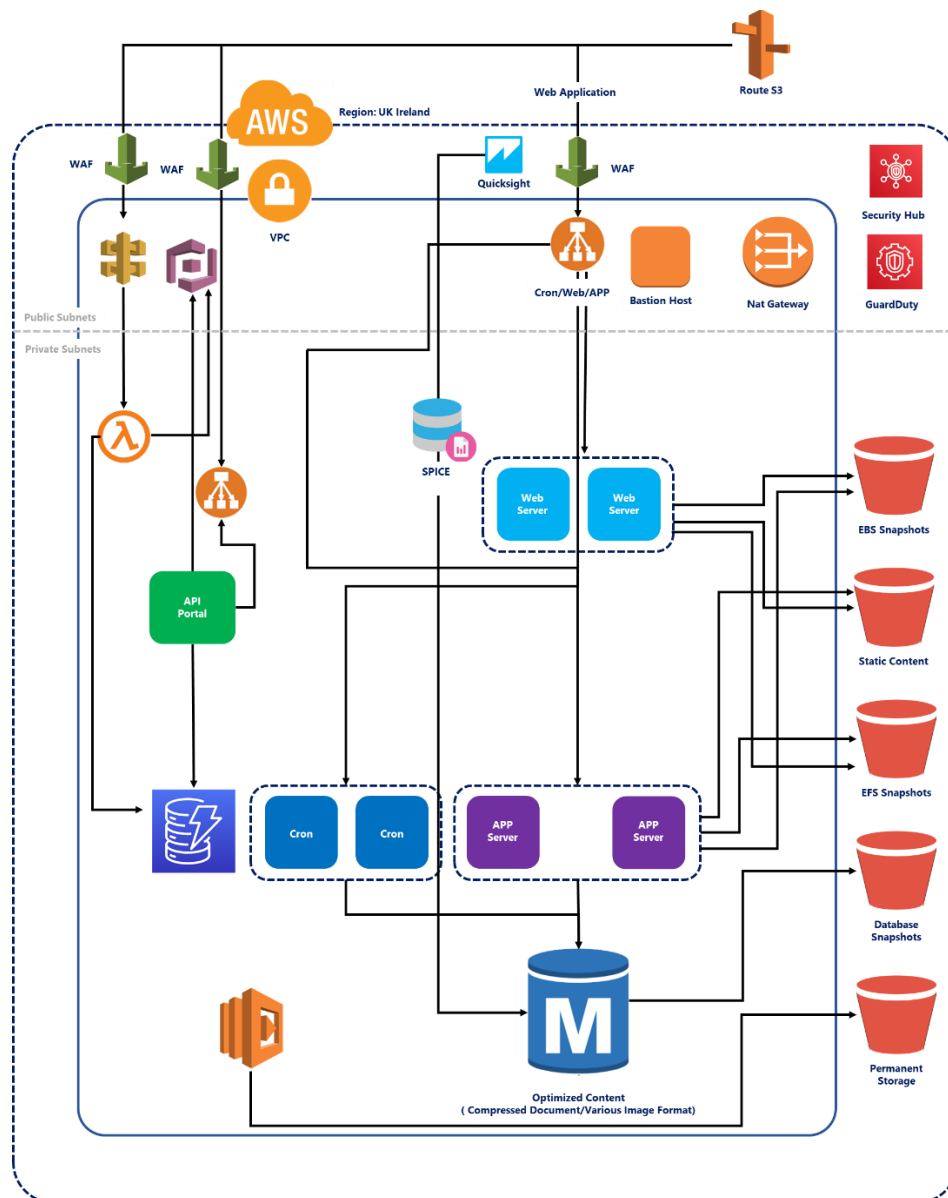 Route S3
Web Application
AWS
Region: UK Ireland
WAF
WAF
Quicksight
WAF
Security Hub
VPC
Cron/Web/APP
Bastion Host
Nat Gateway
GuardDuty
Public Subnets
Private Subnets
λ
SPICE
Web
Server
Web
Server
EBS Snapshots
API
Portal
Static Content
EFS Snapshots
Cron
Cron
APP
Server
APP
Server
Database
Snapshots
M
Optimized Content
( Compressed Document/Various Image Format)
Permanent
Storage